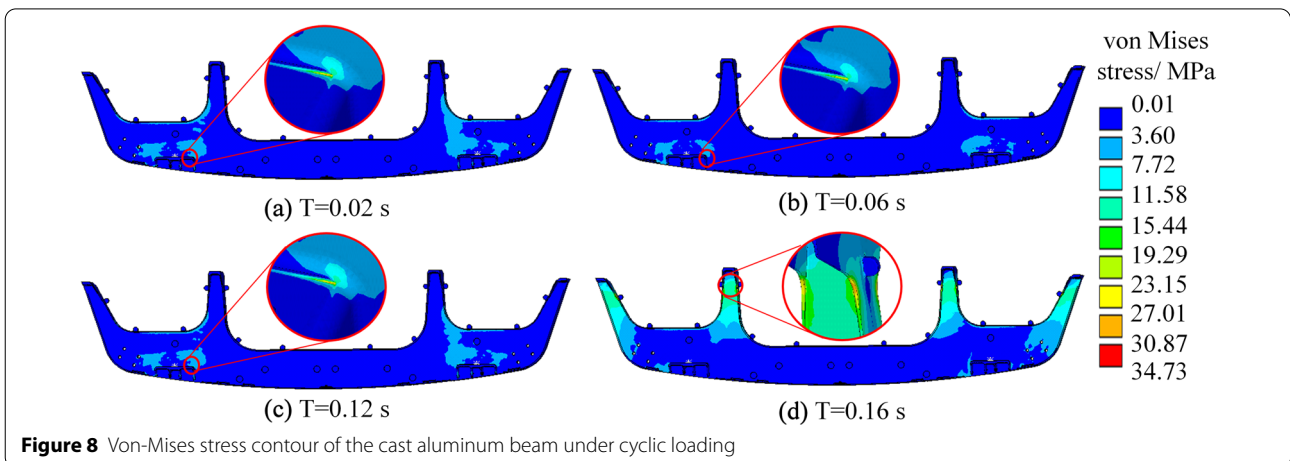 von Mises
stress/ MPa
0.01
3.60
7.72
11.58
15.44
19.29
23.15
27.01
30.87
34.73
(a) T=0.02 s
(b) T=0.06 s
(c) T=0.12 s
(d) T=0.16 s
Figure 8 Von-Mises stress contour of the cast aluminum beam under cyclic loading